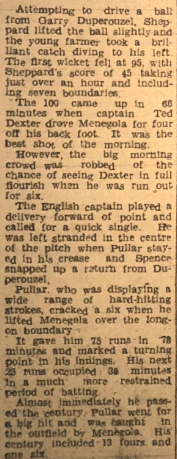 Attempting to drive a ball
from Garry Duperouzel, Shep-
pard lifted the ball slightly and
the young farmer took a bril-
liant catch diving to his left.
The first wicket fell at 95, with
Sheppard's score of 45 taking
just over an hour and includ-
ing seven boundaries.
The 100 came up in 66
minutes when captain Ted
Dexter drove Menegola for four
off his back foot. It was the
best shot of the morning.
However, the big morning
crowd was robbed of the
chance of seeing Dexter in full
flourish when he was run out
for six.
The English captain played a
delivery forward of point and
called for a quick single. He
was left stranded in the centre
of the pitch when Pullar stay-
ed in his crease and Spence
snapped up a return from Du-
perouzel.
Pullar, who was displaying a
wide range of hard-hitting
strokes, cracked a six when he
lifted Menegola over the long-
on boundary.
It gave him 75 runs in 78
minutes and marked a turning
point in his innings. His next
25 runs occupied 38 minutes
in a much more restrained
period of batting.
Almost immediately he pass-
ed the century, Pullar went for
a big hit and was caught in
the outfield by Menegola. His
century included 13 fours and
one six.